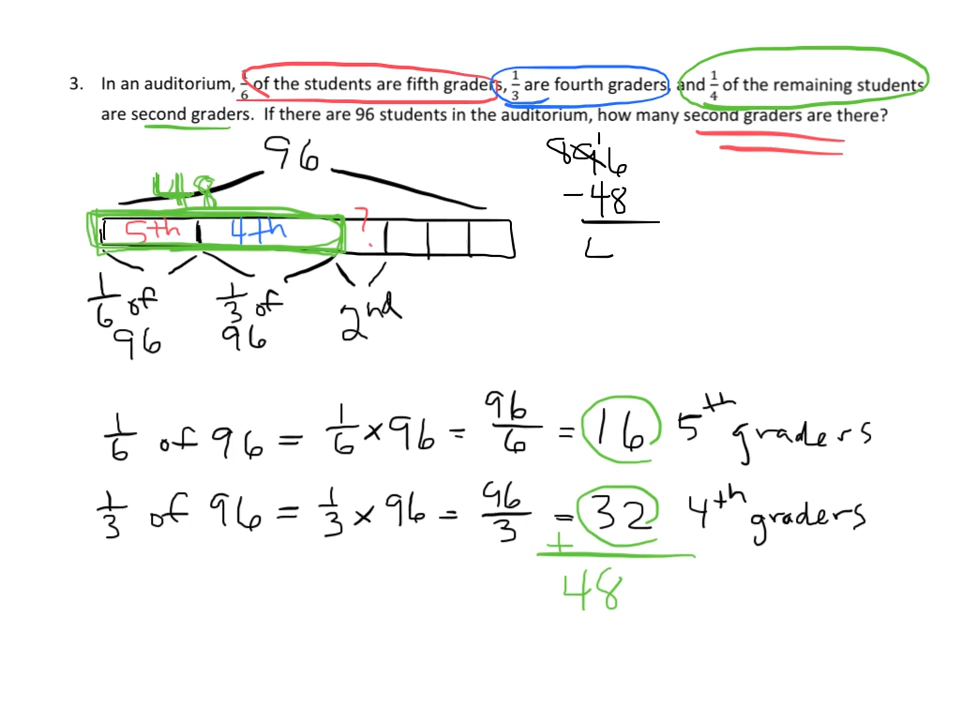 3. In an auditorium, 1/6 of the students are fifth graders, 1/3 are fourth graders, and 1/4 of the remaining students
are second graders. If there are 96 students in the auditorium, how many second graders are there?
96
48
- 48
5th 4th ?
1/6 of 96
1/3 of 96
2nd
1/6 of 96 = 1/6 x 96 = 96/6 = 16 5th graders
1/3 of 96 = 1/3 x 96 = 96/3 = 32 4th graders
+
48